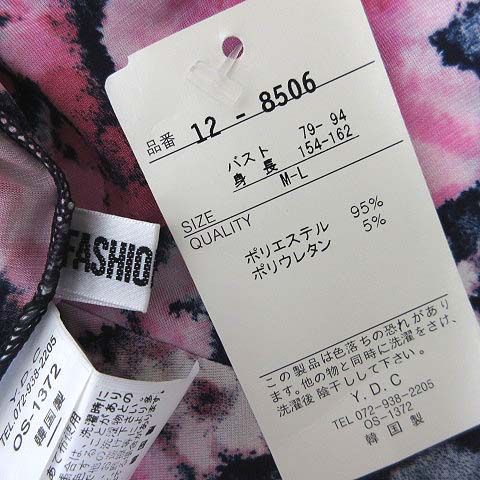 品番 12 - 8506
バスト 79- 94
身長 154-162
SIZE M-L
QUALITY
ポリエステル 95%
ポリウレタン 5%
この製品は色落ちの恐れがあり
ます。他の物と同時に洗濯をさけ、
洗濯後陰干しして下さい。
Y.D.C
TEL 072-938-2205
OS-1372
韓国製
FASHIO
Y.D.C
TEL 072-938-2205
OS-1372
韓国製